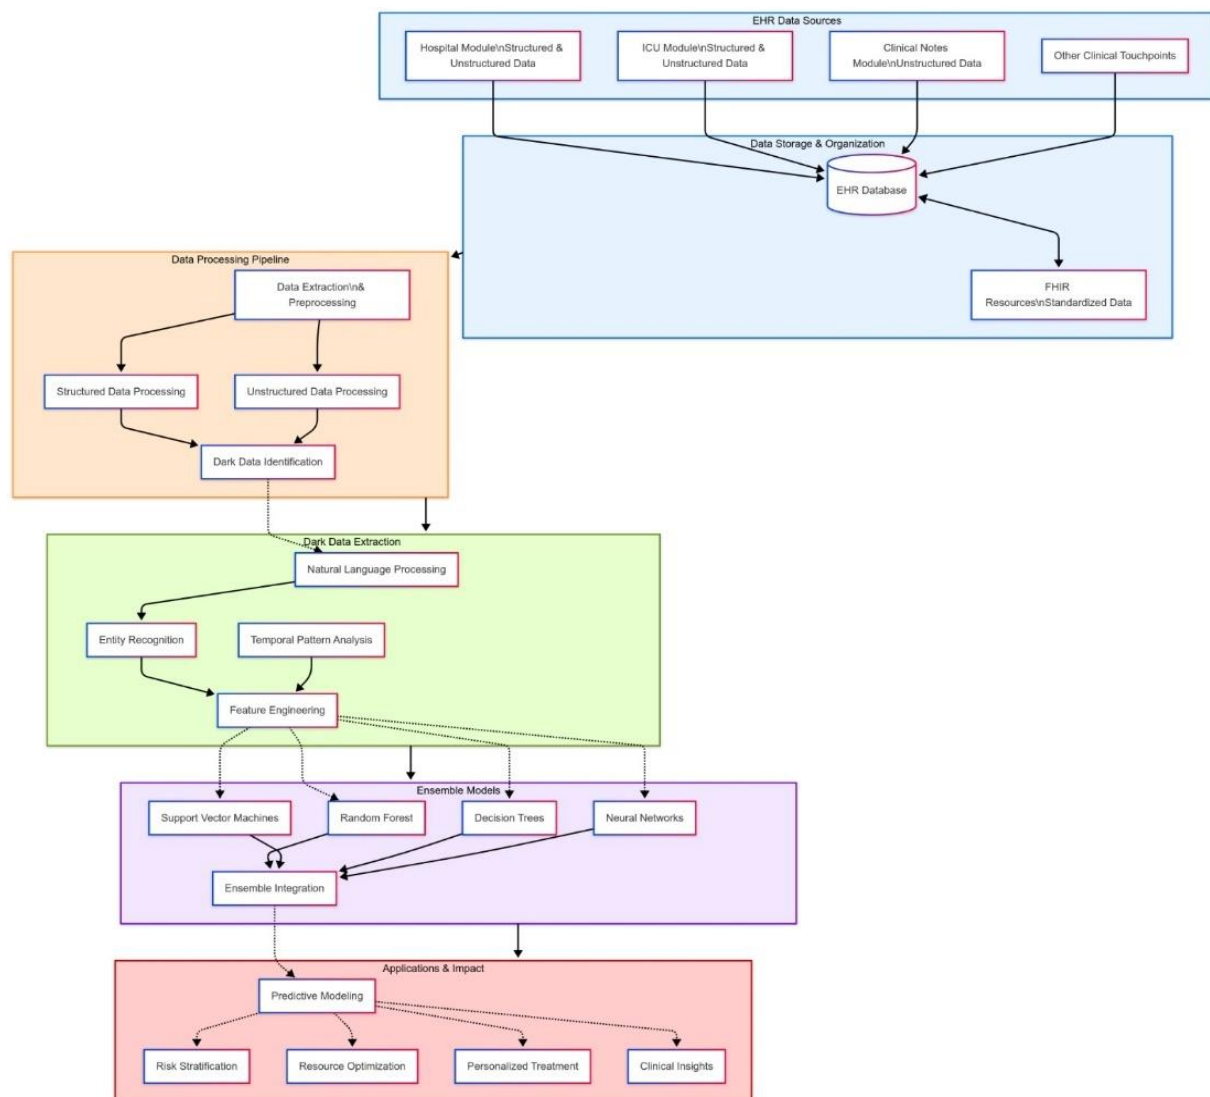 EHR Data Sources
Hospital Module\nStructured &
Unstructured Data
ICU Module\nStructured &
Unstructured Data
Clinical Notes
Module\nUnstructured Data
Other Clinical Touchpoints
Data Storage & Organization
EHR Database
FHIR
Resources\nStandardized Data
Data Processing Pipeline
Data Extraction\n&
Preprocessing
Structured Data Processing
Unstructured Data Processing
Dark Data Identification
Dark Data Extraction
Natural Language Processing
Entity Recognition
Temporal Pattern Analysis
Feature Engineering
Ensemble Models
Support Vector Machines
Random Forest
Decision Trees
Neural Networks
Ensemble Integration
Applications & Impact
Predictive Modeling
Risk Stratification
Resource Optimization
Personalized Treatment
Clinical Insights